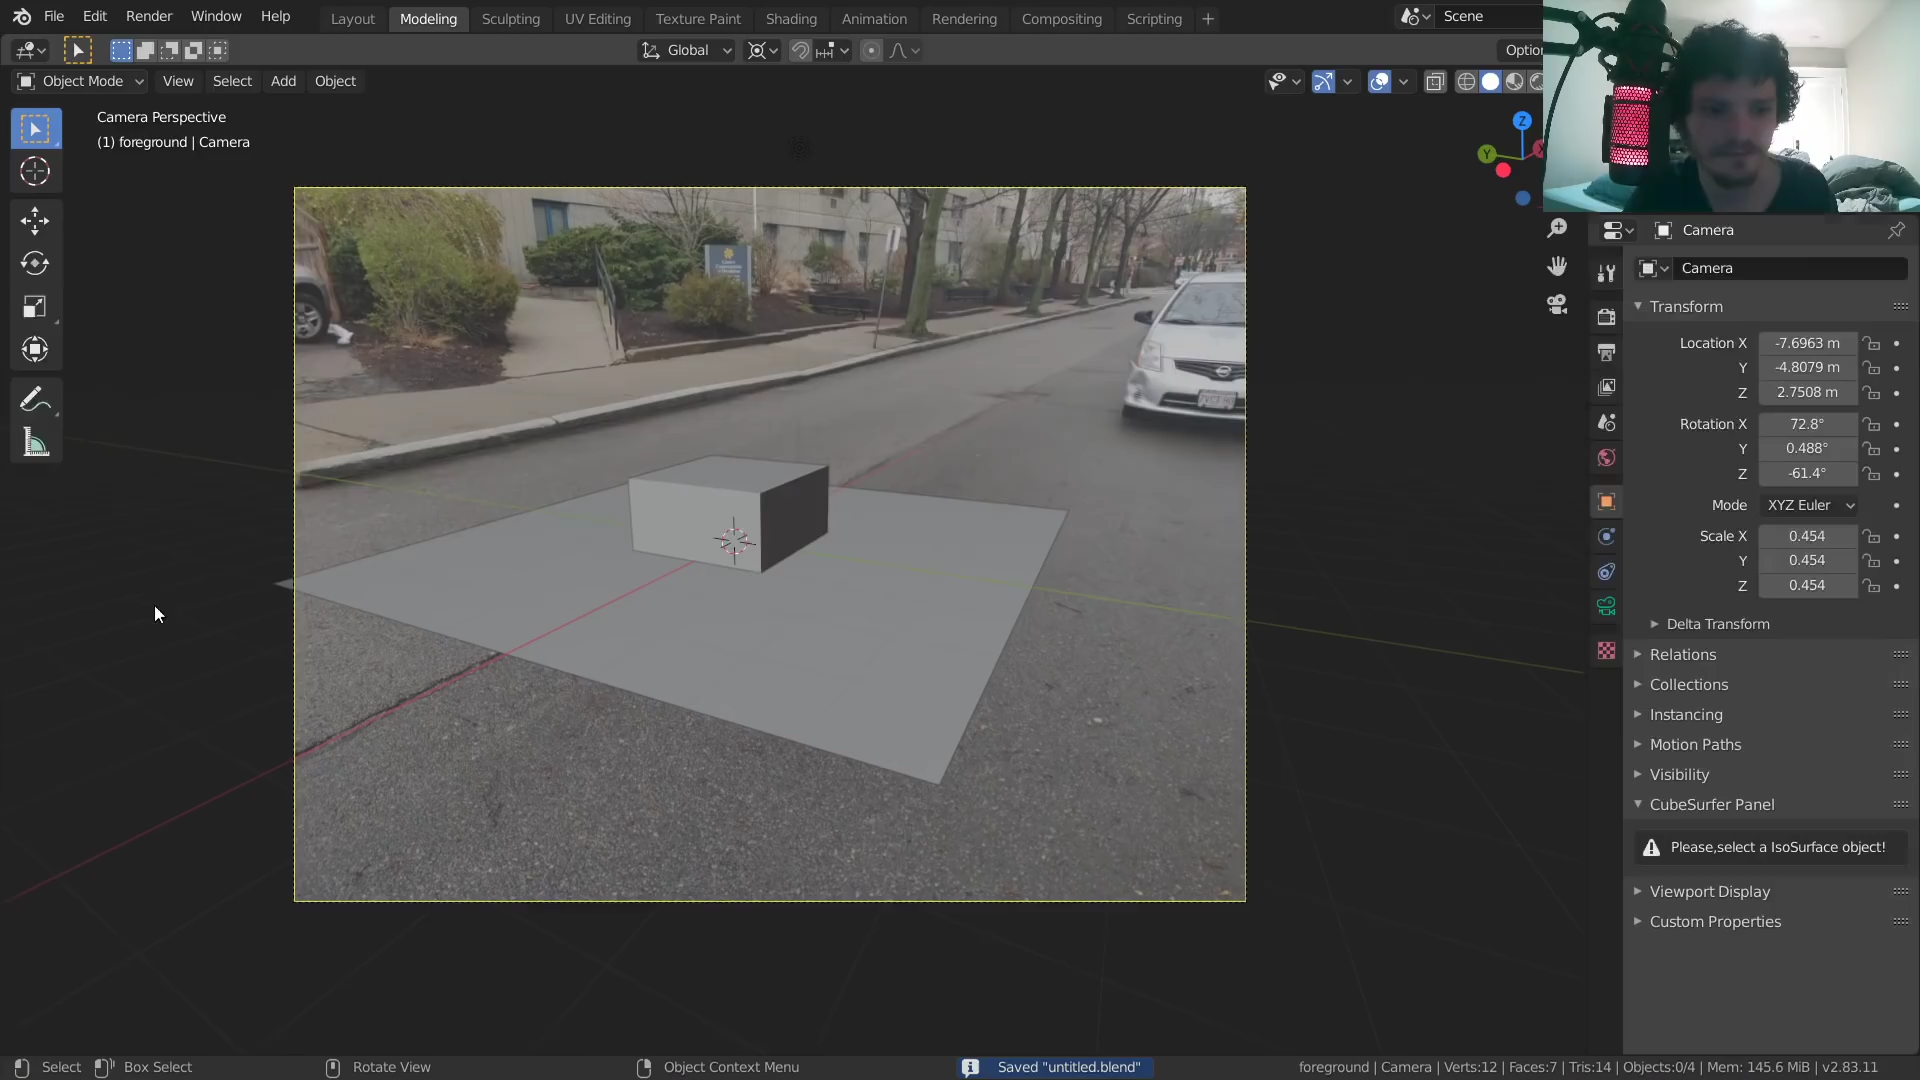 File Edit Render Window Help Layout Modeling Sculpting UV Editing Texture Paint Shading Animation Rendering Compositing Scripting + Scene
Global Optio
Object Mode View Select Add Object
Camera Perspective
(1) foreground | Camera
Z
Y
Camera
Camera
Transform
Location X -7.6963 m
Y -4.8079 m
Z 2.7508 m
Rotation X 72.8°
Y 0.488°
Z -61.4°
Mode XYZ Euler
Scale X 0.454
Y 0.454
Z 0.454
Delta Transform
Relations
Collections
Instancing
Motion Paths
Visibility
CubeSurfer Panel
Please,select a IsoSurface object!
Viewport Display
Custom Properties
Select Box Select Rotate View Object Context Menu Saved "untitled.blend" foreground | Camera | Verts:12 | Faces:7 | Tris:14 | Objects:0/4 | Mem: 145.6 MiB | v2.83.11